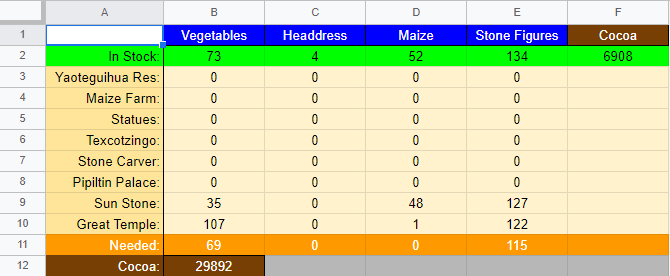 A B C D E F
1 Vegetables Headdress Maize Stone Figures Cocoa
2 In Stock: 73 4 52 134 6908
3 Yaoteguihua Res: 0 0 0 0
4 Maize Farm: 0 0 0 0
5 Statues: 0 0 0 0
6 Texcotzingo: 0 0 0 0
7 Stone Carver: 0 0 0 0
8 Pipiltin Palace: 0 0 0 0
9 Sun Stone: 35 0 48 127
10 Great Temple: 107 0 1 122
11 Needed: 69 0 0 115
12 Cocoa: 29892